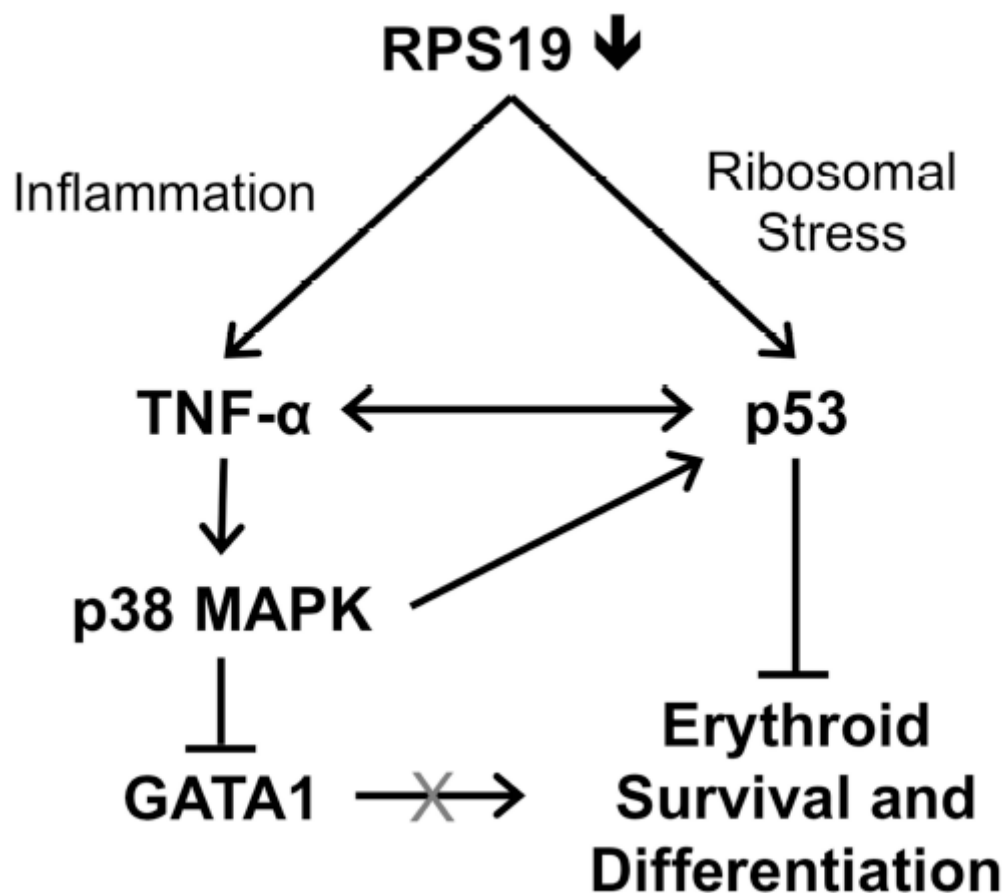 RPS19 ↓
Inflammation
Ribosomal
Stress
TNF-α
p53
p38 MAPK
GATA1
X
Erythroid
Survival and
Differentiation